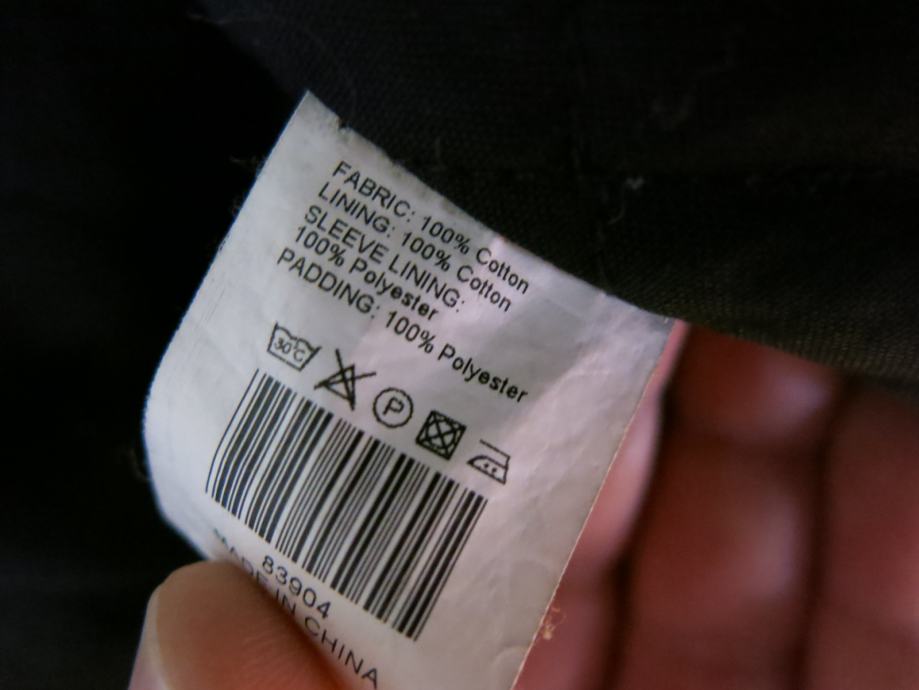 FABRIC: 100% Cotton
LINING: 100% Cotton
SLEEVE LINING:
100% Polyester
PADDING: 100% Polyester
30°C
P
83904
MADE IN CHINA